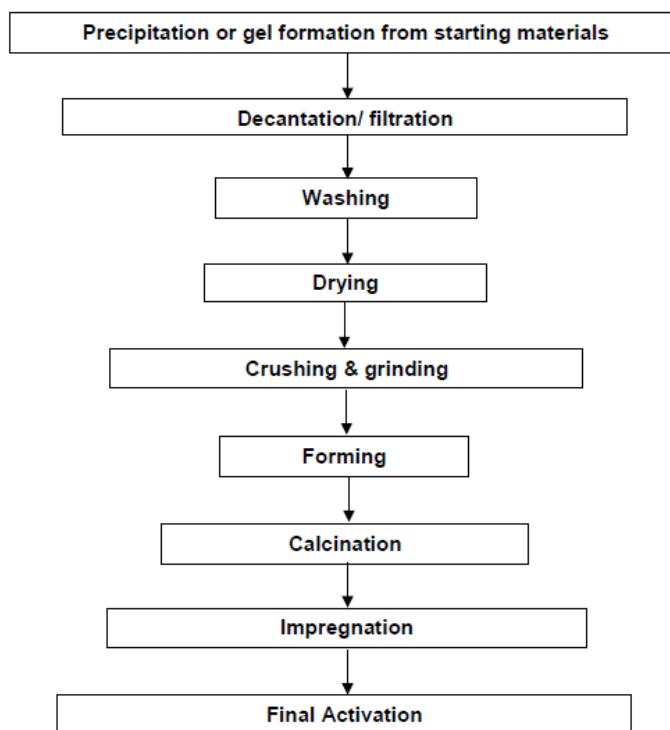 Precipitation or gel formation from starting materials
Decantation/ filtration
Washing
Drying
Crushing & grinding
Forming
Calcination
Impregnation
Final Activation